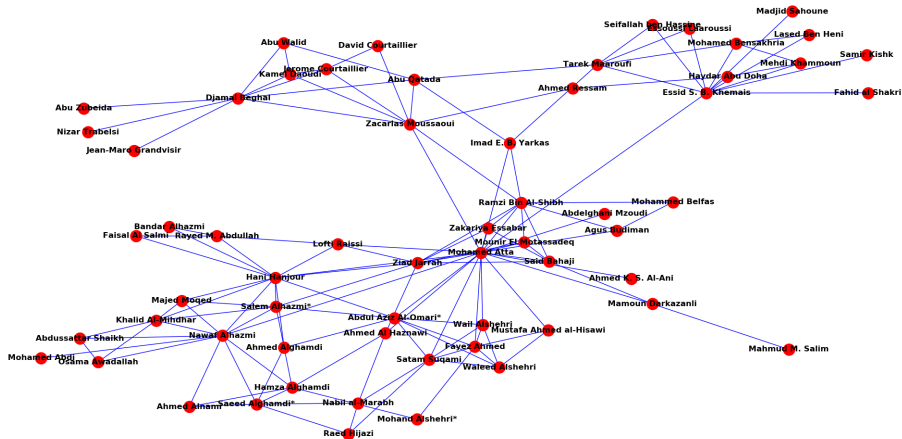 Madjid Sahoune
Seifallah ben Hassine
Essoussi Laaroussi
Lased Ben Heni
Abu Walid
David Courtaillier
Mohamed Bensakhria
Samir Kishk
Tarek Maaroufi
Mehdi Khammoun
Jerome Courtaillier
Kamel Daoudi
Abu Qatada
Haydar Abu Doha
Ahmed Ressam
Essid S. B. Khemais
Fahid al Shakri
Djamal Beghal
Abu Zubeida
Zacarias Moussaoui
Nizar Trabelsi
Imad E. B. Yarkas
Jean-Marc Grandvisir
Ramzi Bin Al-Shibh
Mohammed Belfas
Abdelghani Mzoudi
Bandar Alhazmi
Zakariya Essabar
Agus Budiman
Faisal Al Salmi
Rayed M. Abdullah
Mounir El Motassadeq
Lofti Raissi
Mohamed Atta
Ziad Jarrah
Said Bahaji
Hani Hanjour
Ahmed K. S. Al-Ani
Majed Moqed
Salem Alhazmi*
Mamoun Darkazanli
Khalid Al-Mihdhar
Abdul Aziz Al-Omari*
Wail Alshehri
Mustafa Ahmed al-Hisawi
Abdussattar Shaikh
Nawaf Alhazmi
Ahmed Al Haznawi
Ahmed Alghamdi
Fayez Ahmed
Mahmud M. Salim
Mohamed Abdi
Osama Awadallah
Satam Suqami
Waleed Alshehri
Hamza Alghamdi
Ahmed Alnami
Saeed Alghamdi*
Nabil al-Marabh
Mohand Alshehri*
Raed Hijazi